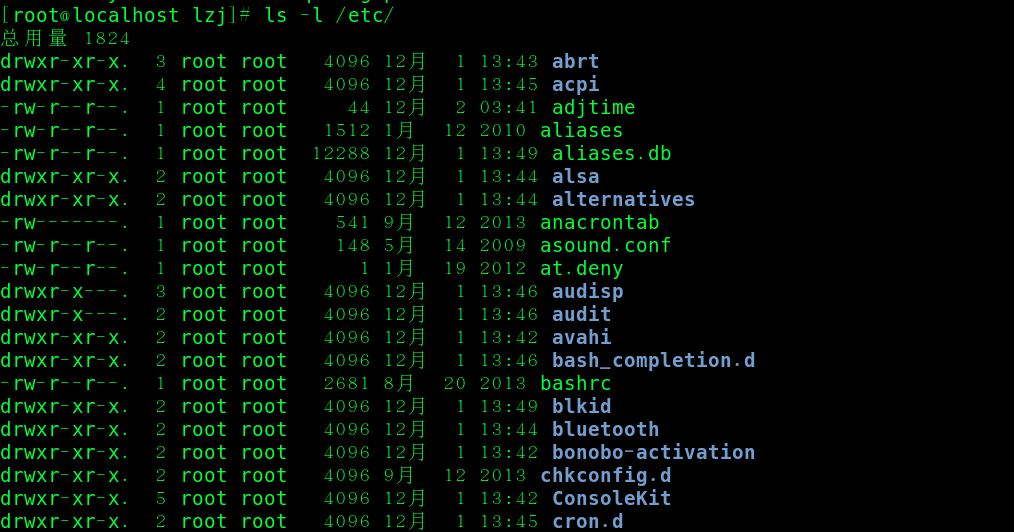 [root@localhost lzj]# ls -l /etc/
总用量 1824
drwxr-xr-x.  3 root root   4096 12月  1 13:43 abrt
drwxr-xr-x.  4 root root   4096 12月  1 13:45 acpi
-rw-r--r--.  1 root root     44 12月  2 03:41 adjtime
-rw-r--r--.  1 root root   1512 1月  12 2010 aliases
-rw-r--r--.  1 root root  12288 12月  1 13:49 aliases.db
drwxr-xr-x.  2 root root   4096 12月  1 13:44 alsa
drwxr-xr-x.  2 root root   4096 12月  1 13:44 alternatives
-rw-------.  1 root root    541 9月  12 2013 anacrontab
-rw-r--r--.  1 root root    148 5月  14 2009 asound.conf
-rw-r--r--.  1 root root      1 1月  19 2012 at.deny
drwxr-x---.  3 root root   4096 12月  1 13:46 audisp
drwxr-x---.  2 root root   4096 12月  1 13:46 audit
drwxr-xr-x.  2 root root   4096 12月  1 13:42 avahi
drwxr-xr-x.  2 root root   4096 12月  1 13:46 bash_completion.d
-rw-r--r--.  1 root root   2681 8月  20 2013 bashrc
drwxr-xr-x.  2 root root   4096 12月  1 13:49 blkid
drwxr-xr-x.  2 root root   4096 12月  1 13:44 bluetooth
drwxr-xr-x.  2 root root   4096 12月  1 13:42 bonobo-activation
drwxr-xr-x.  2 root root   4096 9月  12 2013 chkconfig.d
drwxr-xr-x.  5 root root   4096 12月  1 13:42 ConsoleKit
drwxr-xr-x.  2 root root   4096 12月  1 13:45 cron.d